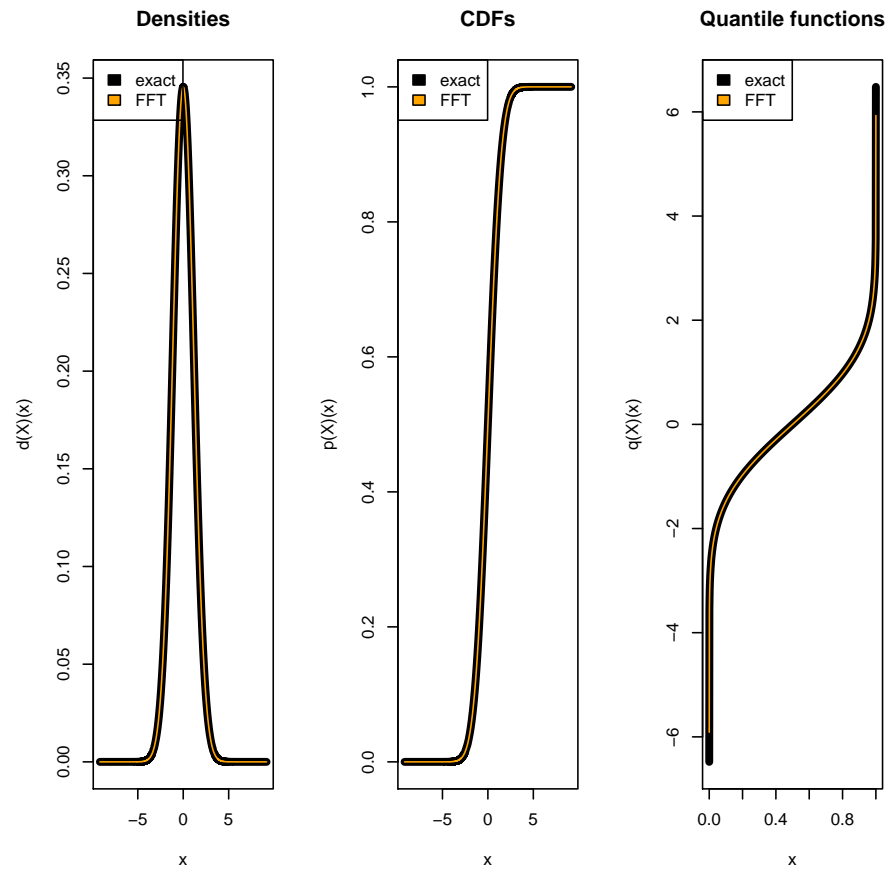 Densities
exact
FFT
d(X)(x)
0.35
0.30
0.25
0.20
0.15
0.10
0.05
0.00
−5 0 5
x
CDFs
exact
FFT
p(X)(x)
1.0
0.8
0.6
0.4
0.2
0.0
−5 0 5
x
Quantile functions
exact
FFT
q(X)(x)
6
4
2
0
−2
−4
−6
0.0 0.4 0.8
x